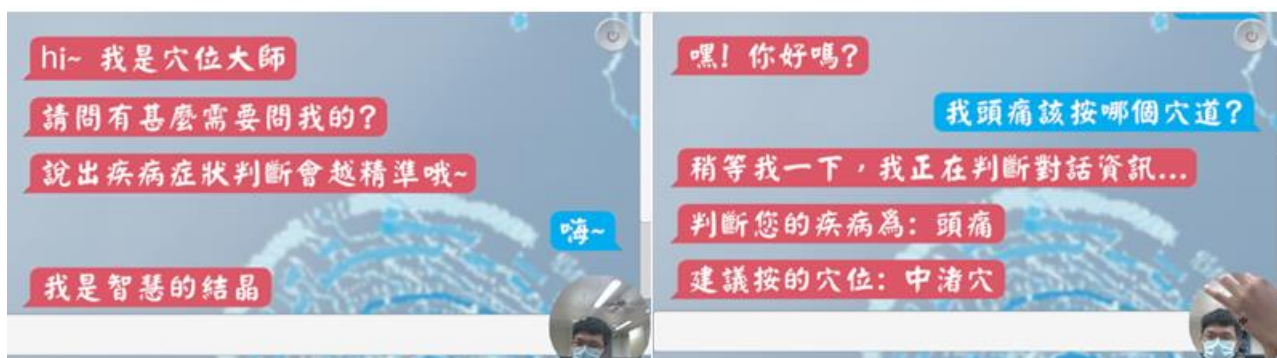 hi~ 我是穴位大師
請問有甚麼需要問我的?
說出疾病症狀判斷會越精準哦~
嗨~
我是智慧的結晶
嘿! 你好嗎?
我頭痛該按哪個穴道?
稍等我一下,我正在判斷對話資訊...
判斷您的疾病為: 頭痛
建議按的穴位: 中渚穴